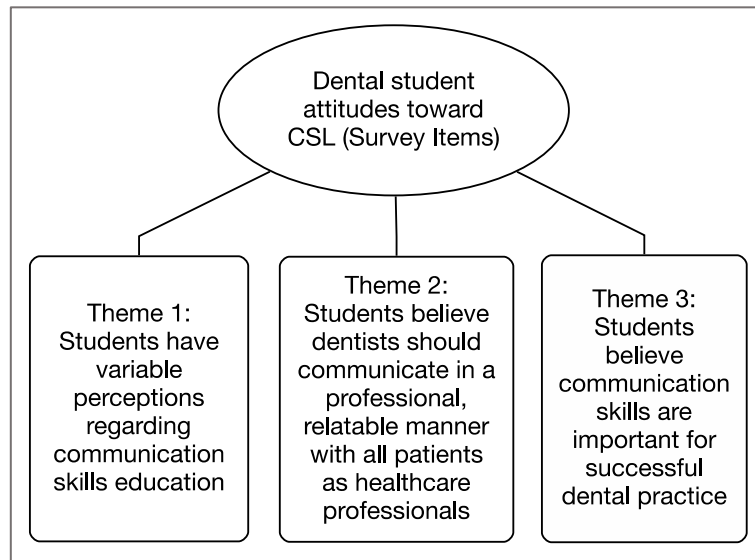 Dental student
attitudes toward
CSL (Survey Items)
Theme 1:
Students have
variable
perceptions
regarding
communication
skills education
Theme 2:
Students believe
dentists should
communicate in a
professional,
relatable manner
with all patients
as healthcare
professionals
Theme 3:
Students
believe
communication
skills are
important for
successful
dental practice